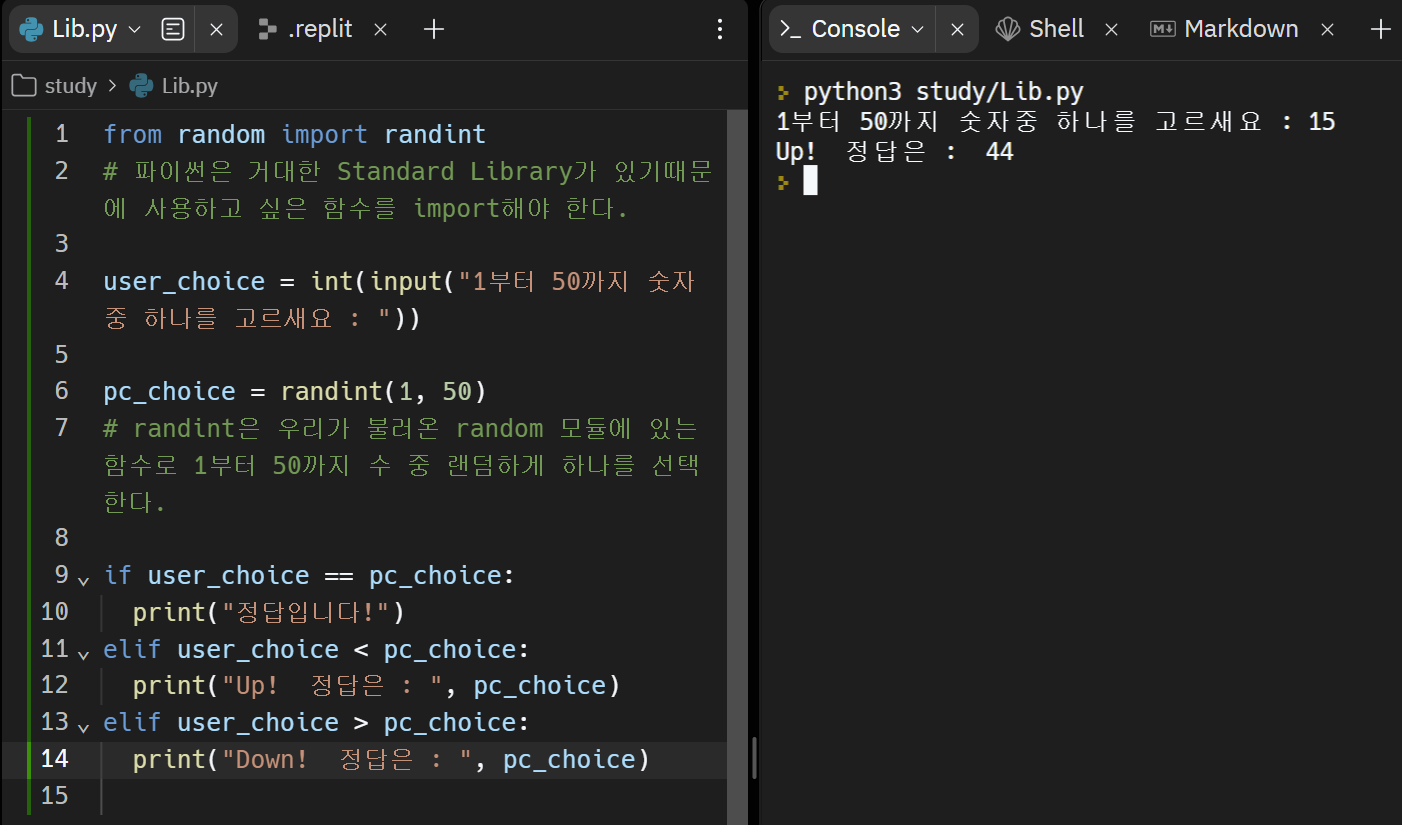 Lib.py
.replit
study > Lib.py
1 from random import randint
2 # 파이썬은 거대한 Standard Library가 있기때문
에 사용하고 싶은 함수를 import해야 한다.
3
4 user_choice = int(input("1부터 50까지 숫자
중 하나를 고르새요 : "))
5
6 pc_choice = randint(1, 50)
7 # randint은 우리가 불러온 random 모듈에 있는
함수로 1부터 50까지 수 중 랜덤하게 하나를 선택
한다.
8
9 if user_choice == pc_choice:
10 print("정답입니다!")
11 elif user_choice < pc_choice:
12 print("Up!  정답은 : ", pc_choice)
13 elif user_choice > pc_choice:
14 print("Down!  정답은 : ", pc_choice)
15
>_ Console
Shell
M↓ Markdown
python3 study/Lib.py
1부터 50까지 숫자중 하나를 고르새요 : 15
Up!  정답은 :  44